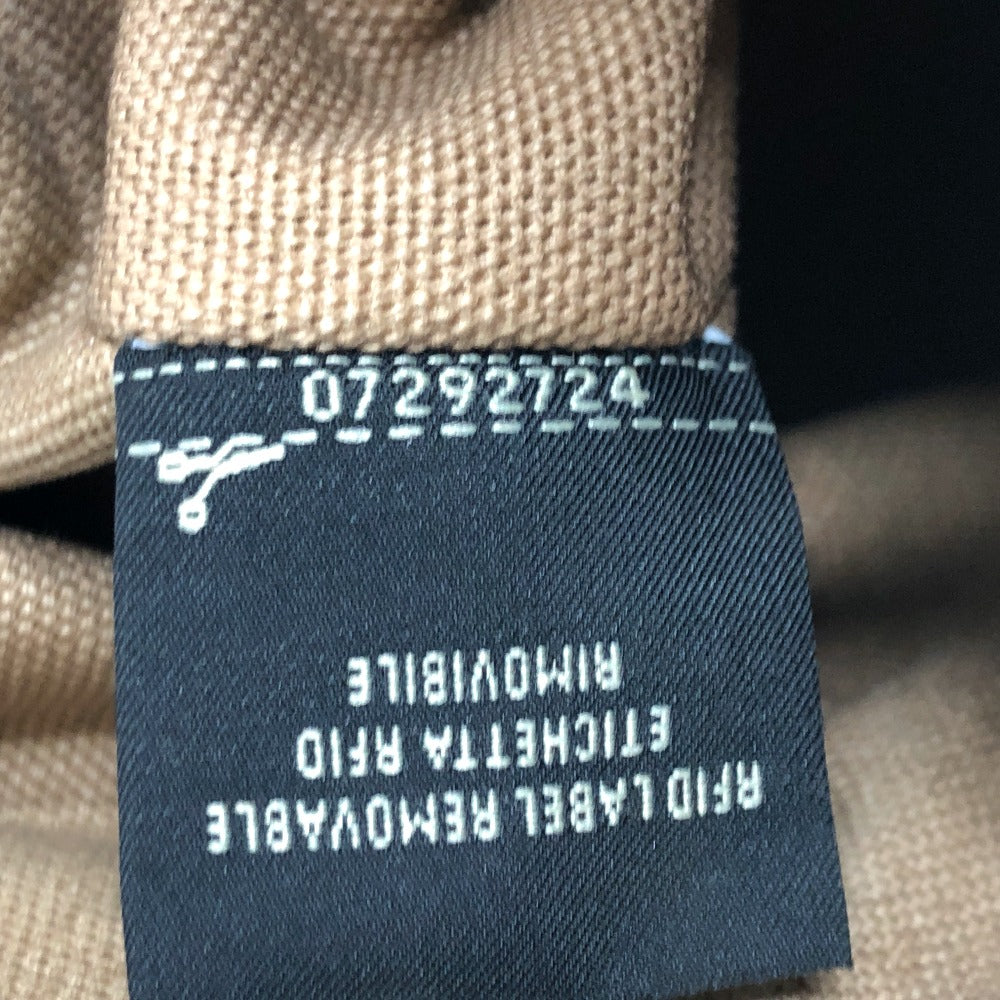 07292724
RFID LABEL REMOVABLE
ETICHETTA RFID
RIMOVIBILE